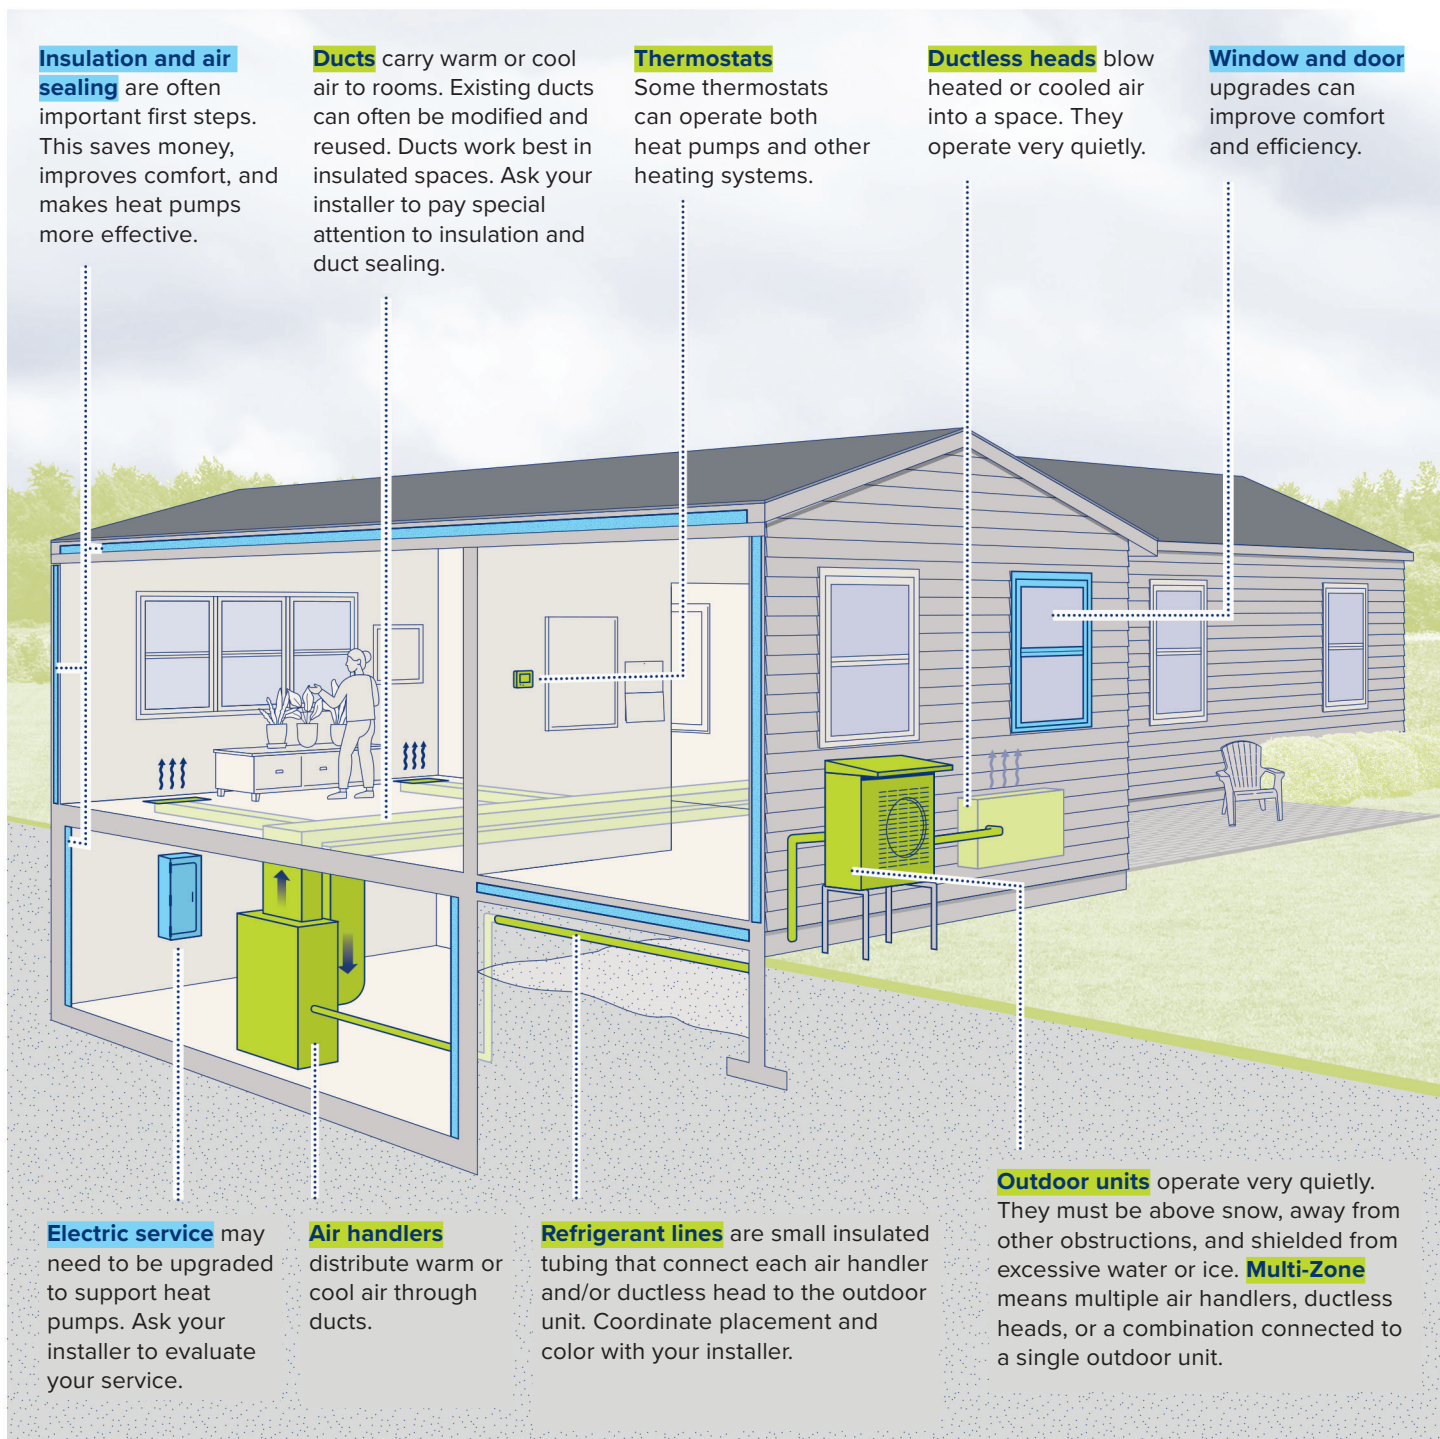 Insulation and air
sealing are often
important first steps.
This saves money,
improves comfort, and
makes heat pumps
more effective.
Ducts carry warm or cool
air to rooms. Existing ducts
can often be modified and
reused. Ducts work best in
insulated spaces. Ask your
installer to pay special
attention to insulation and
duct sealing.
Thermostats
Some thermostats
can operate both
heat pumps and other
heating systems.
Ductless heads blow
heated or cooled air
into a space. They
operate very quietly.
Window and door
upgrades can
improve comfort
and efficiency.
Electric service may
need to be upgraded
to support heat
pumps. Ask your
installer to evaluate
your service.
Air handlers
distribute warm or
cool air through
ducts.
Refrigerant lines are small insulated
tubing that connect each air handler
and/or ductless head to the outdoor
unit. Coordinate placement and
color with your installer.
Outdoor units operate very quietly.
They must be above snow, away from
other obstructions, and shielded from
excessive water or ice. Multi-Zone
means multiple air handlers, ductless
heads, or a combination connected to
a single outdoor unit.